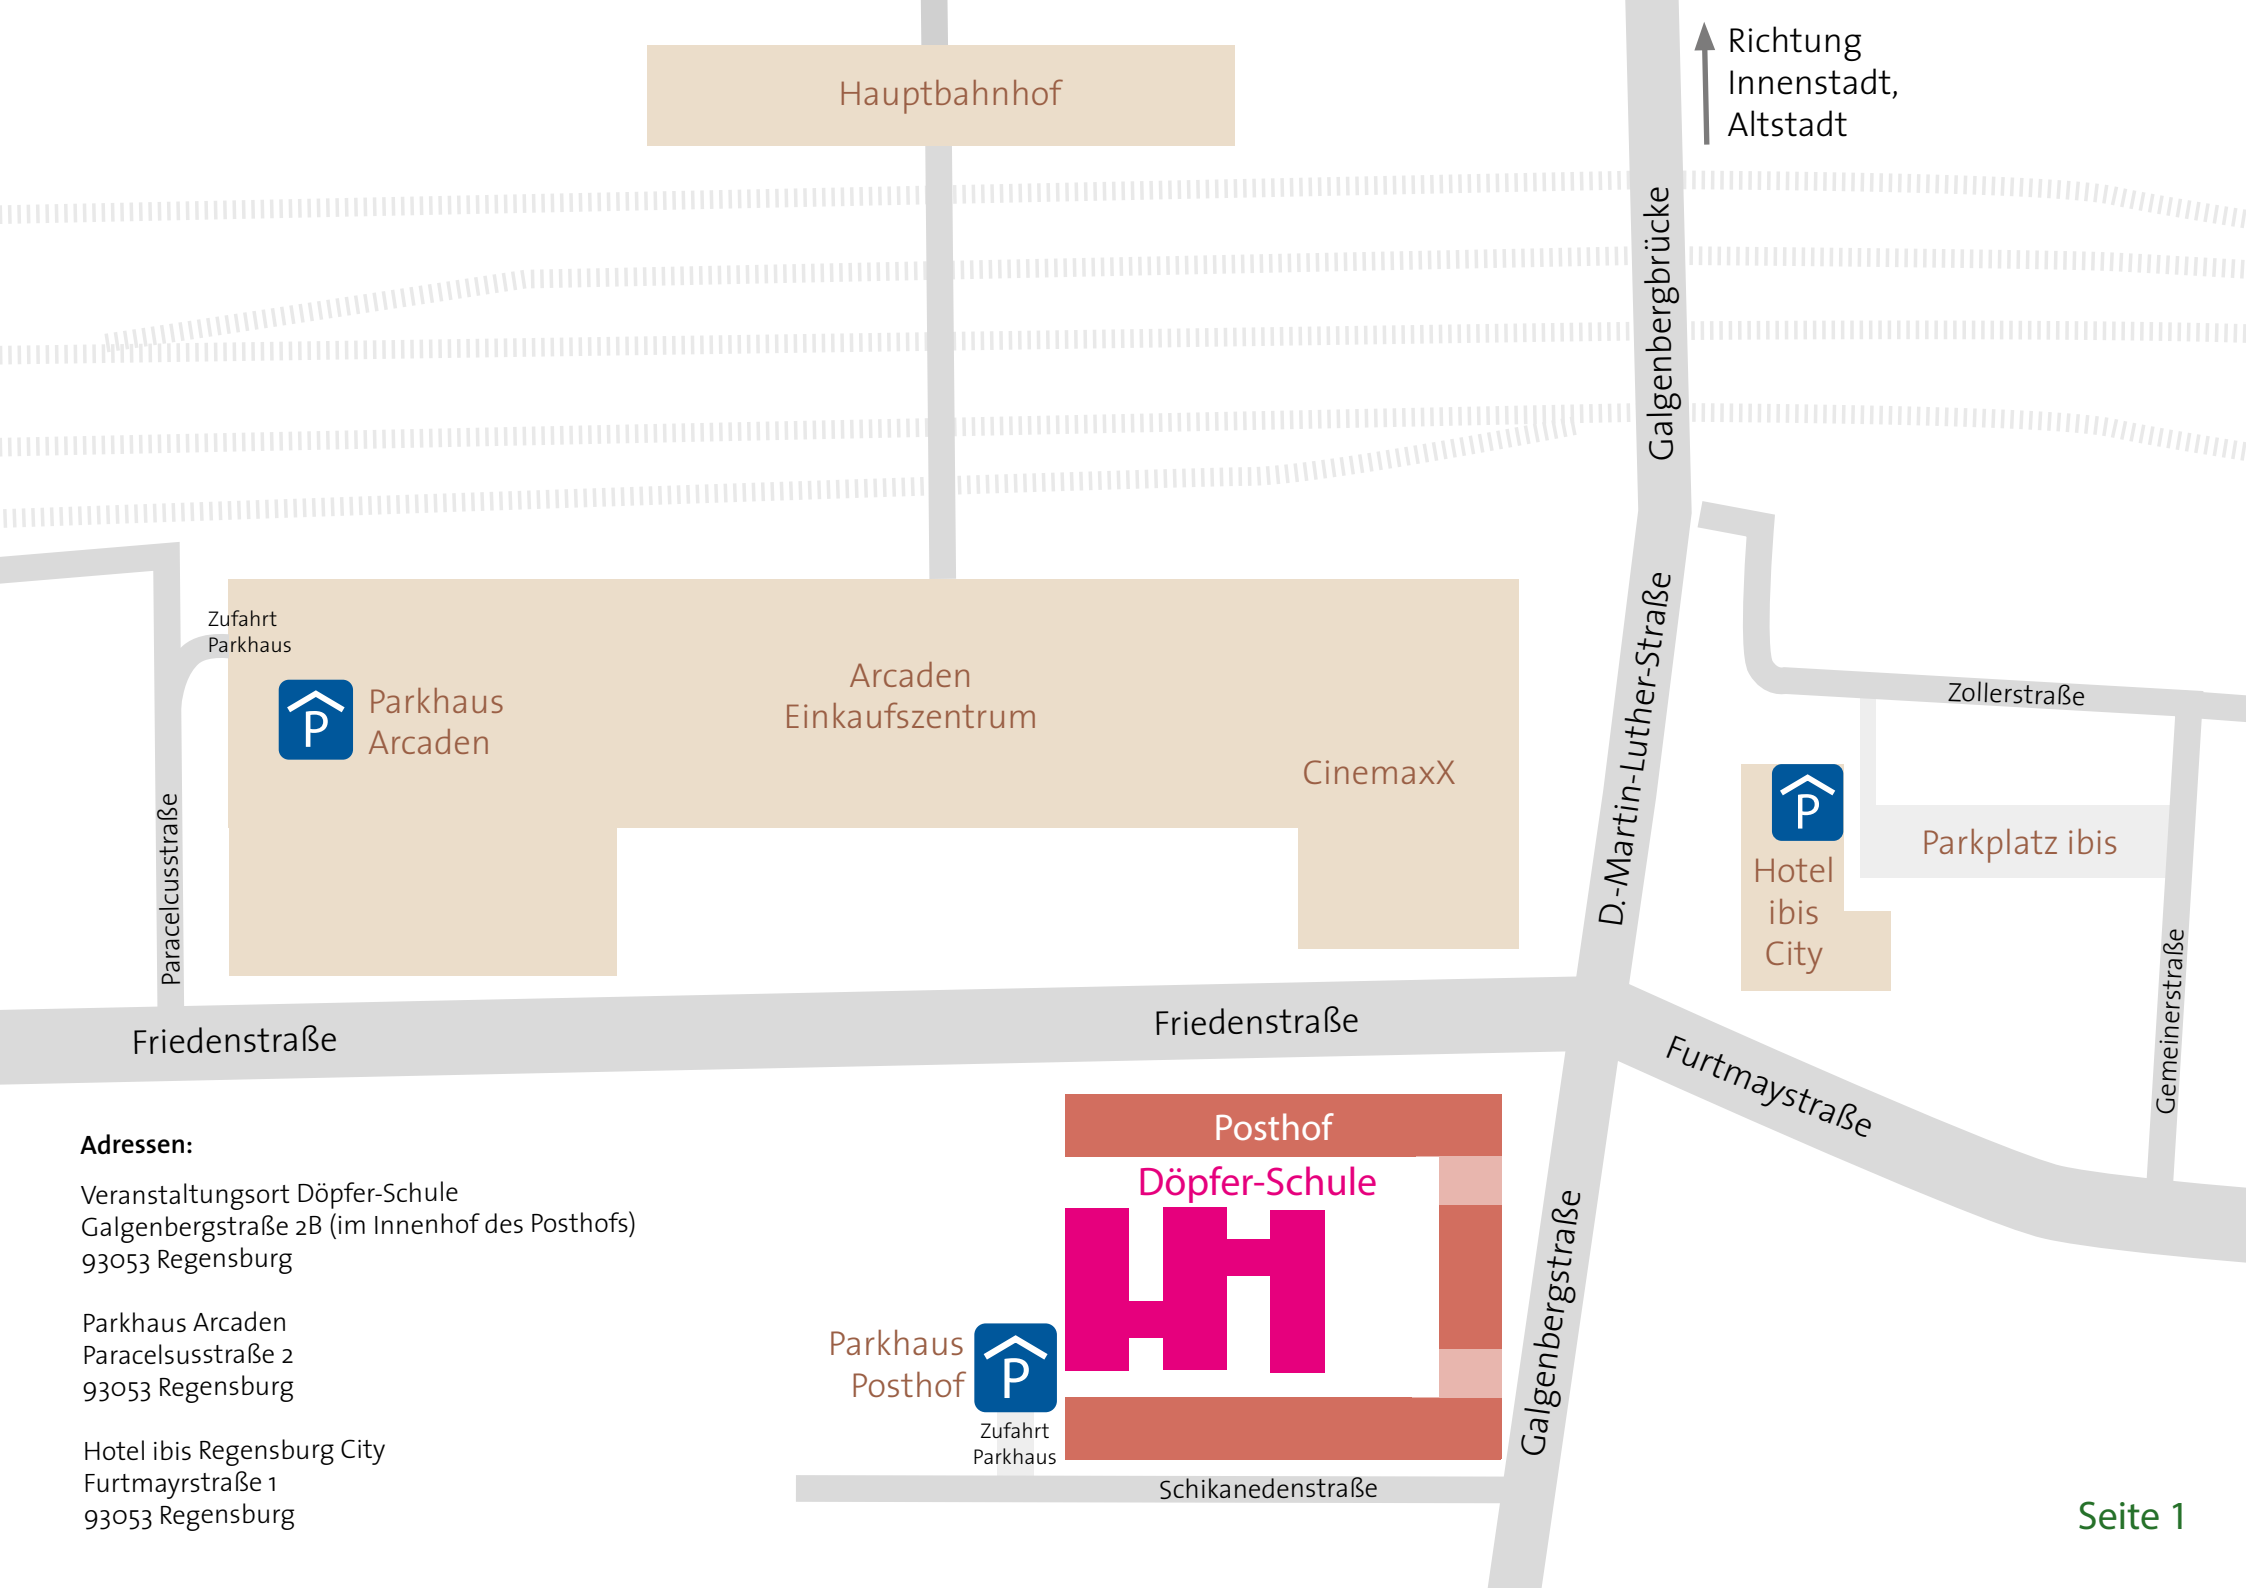 Richtung
Innenstadt,
Altstadt
Hauptbahnhof
Galgenbergbrücke
Zufahrt
Parkhaus
P
Parkhaus
Arcaden
Arcaden
Einkaufszentrum
CinemaxX
D.-Martin-Luther-Straße
Zollerstraße
P
Parkplatz ibis
Hotel
ibis
City
Paracelcusstraße
Gemeinerstraße
Friedenstraße
Friedenstraße
Furtmaystraße
Posthof
Döpfer-Schule
Galgenbergstraße
Parkhaus
Posthof
P
Zufahrt
Parkhaus
Schikanedenstraße
Adressen:
Veranstaltungsort Döpfer-Schule
Galgenbergstraße 2B (im Innenhof des Posthofs)
93053 Regensburg
Parkhaus Arcaden
Paracelsusstraße 2
93053 Regensburg
Hotel ibis Regensburg City
Furtmayrstraße 1
93053 Regensburg
Seite 1